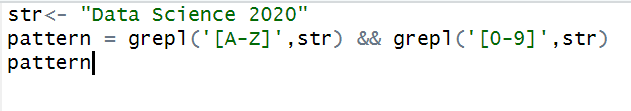 str<- "Data Science 2020"
pattern = grepl('[A-Z]',str) && grepl('[0-9]',str)
pattern